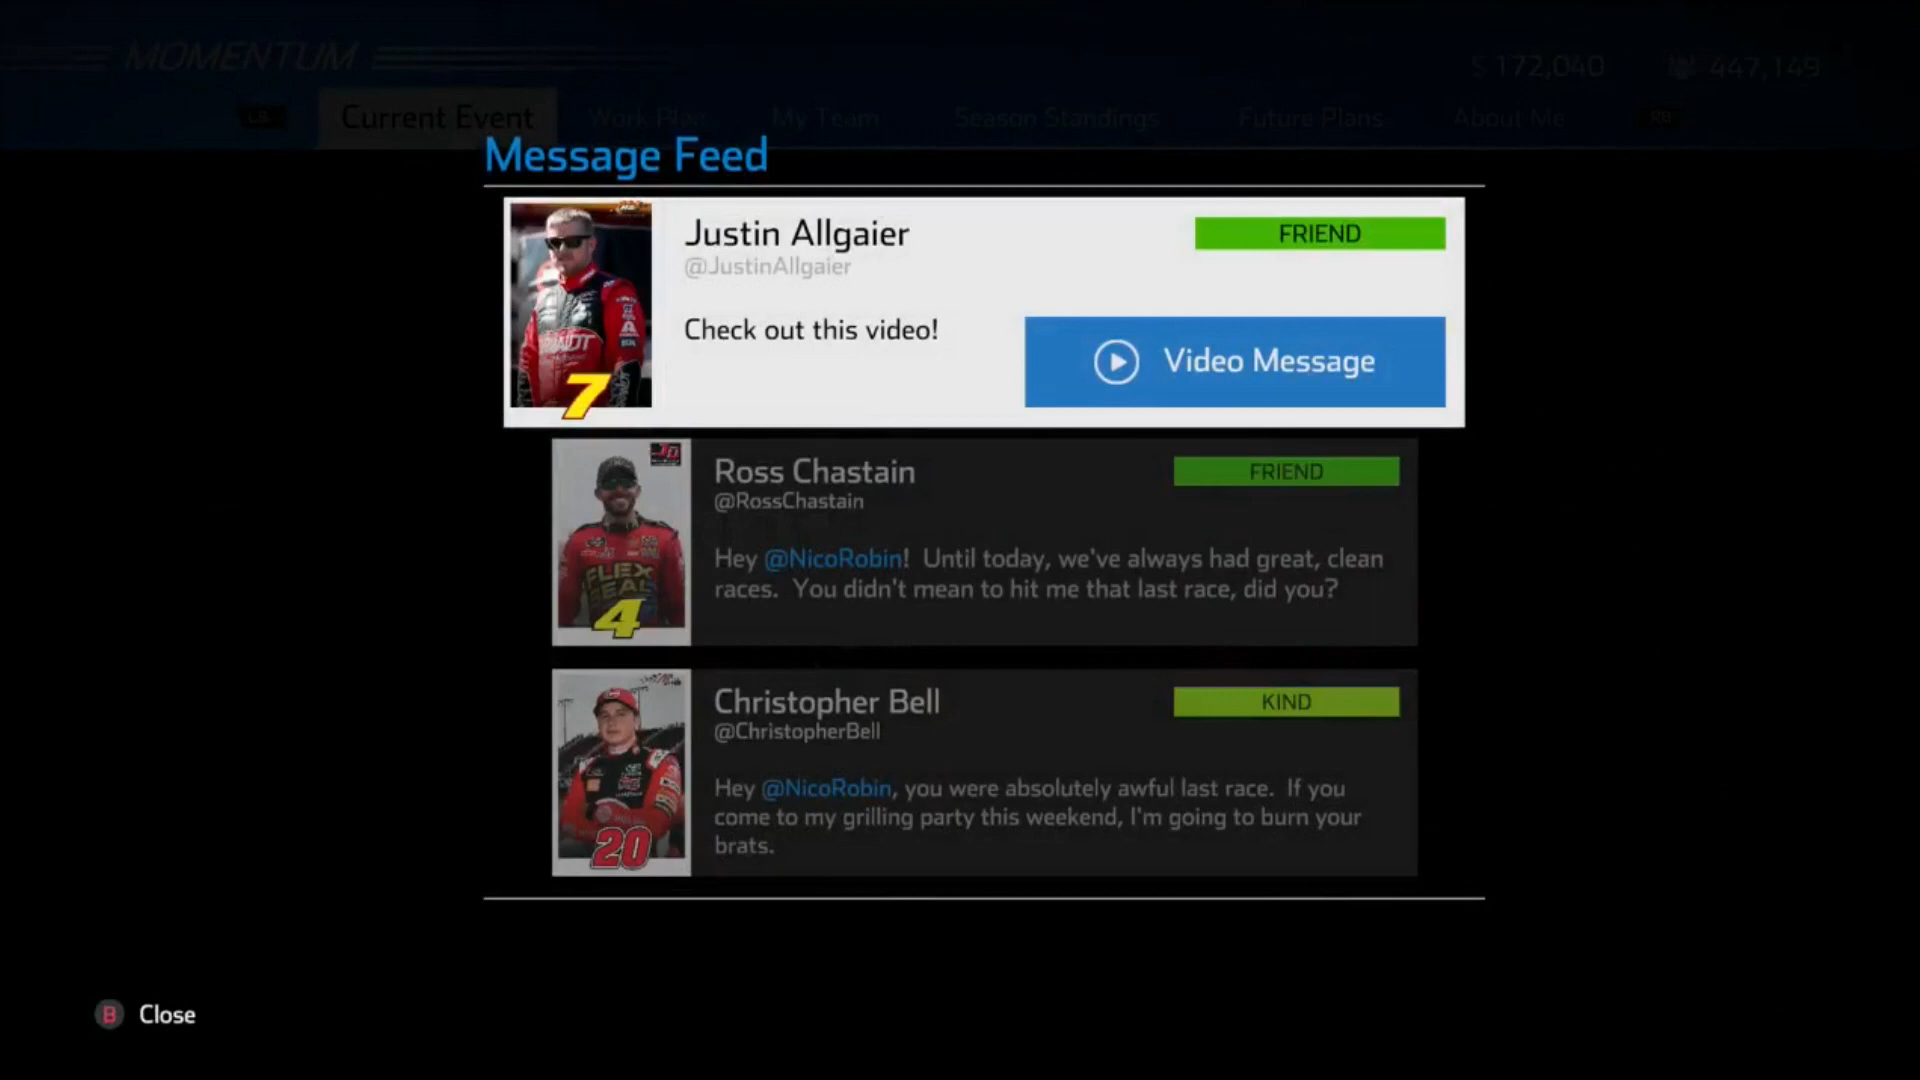 MOMENTUM
$ 172,040
447,149
LB
Current Event
Work Plan
My Team
Season Standings
Future Plans
About Me
RB
Message Feed
Justin Allgaier
FRIEND
@JustinAllgaier
Check out this video!
Video Message
7
Ross Chastain
FRIEND
@RossChastain
Hey @NicoRobin!  Until today, we've always had great, clean
races.  You didn't mean to hit me that last race, did you?
FLEX
SEAL
4
Christopher Bell
KIND
@ChristopherBell
Hey @NicoRobin, you were absolutely awful last race.  If you
come to my grilling party this weekend, I'm going to burn your
brats.
20
B Close